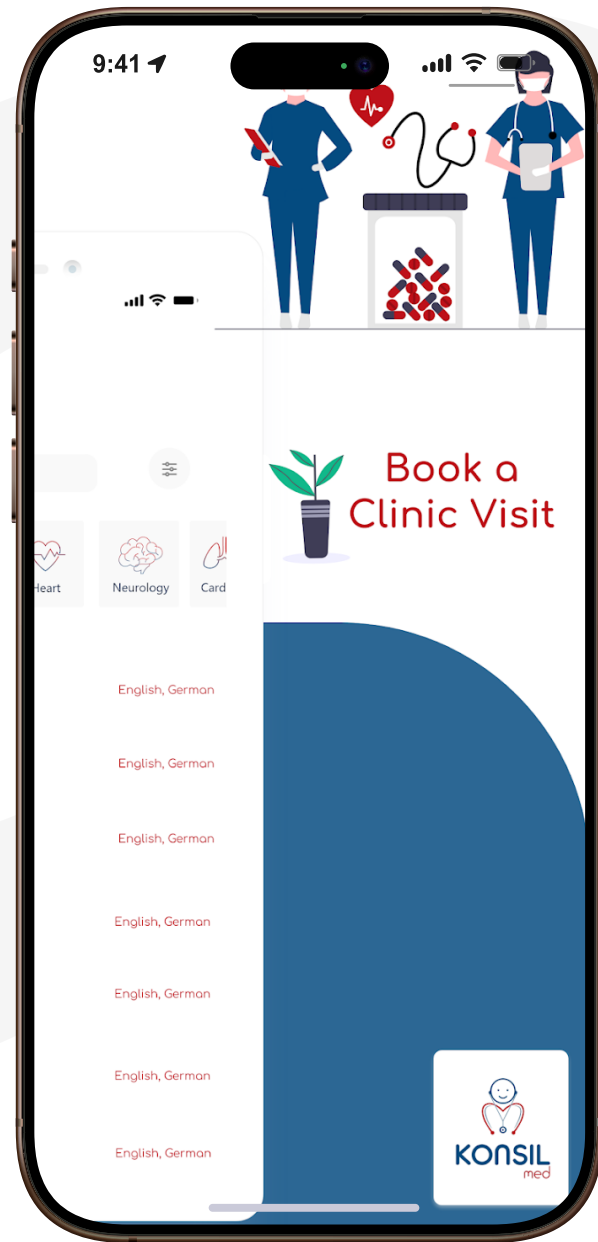 9:41
Book a
Clinic Visit
Heart
Neurology
Card
English, German
English, German
English, German
English, German
English, German
English, German
English, German
KONSIL
med